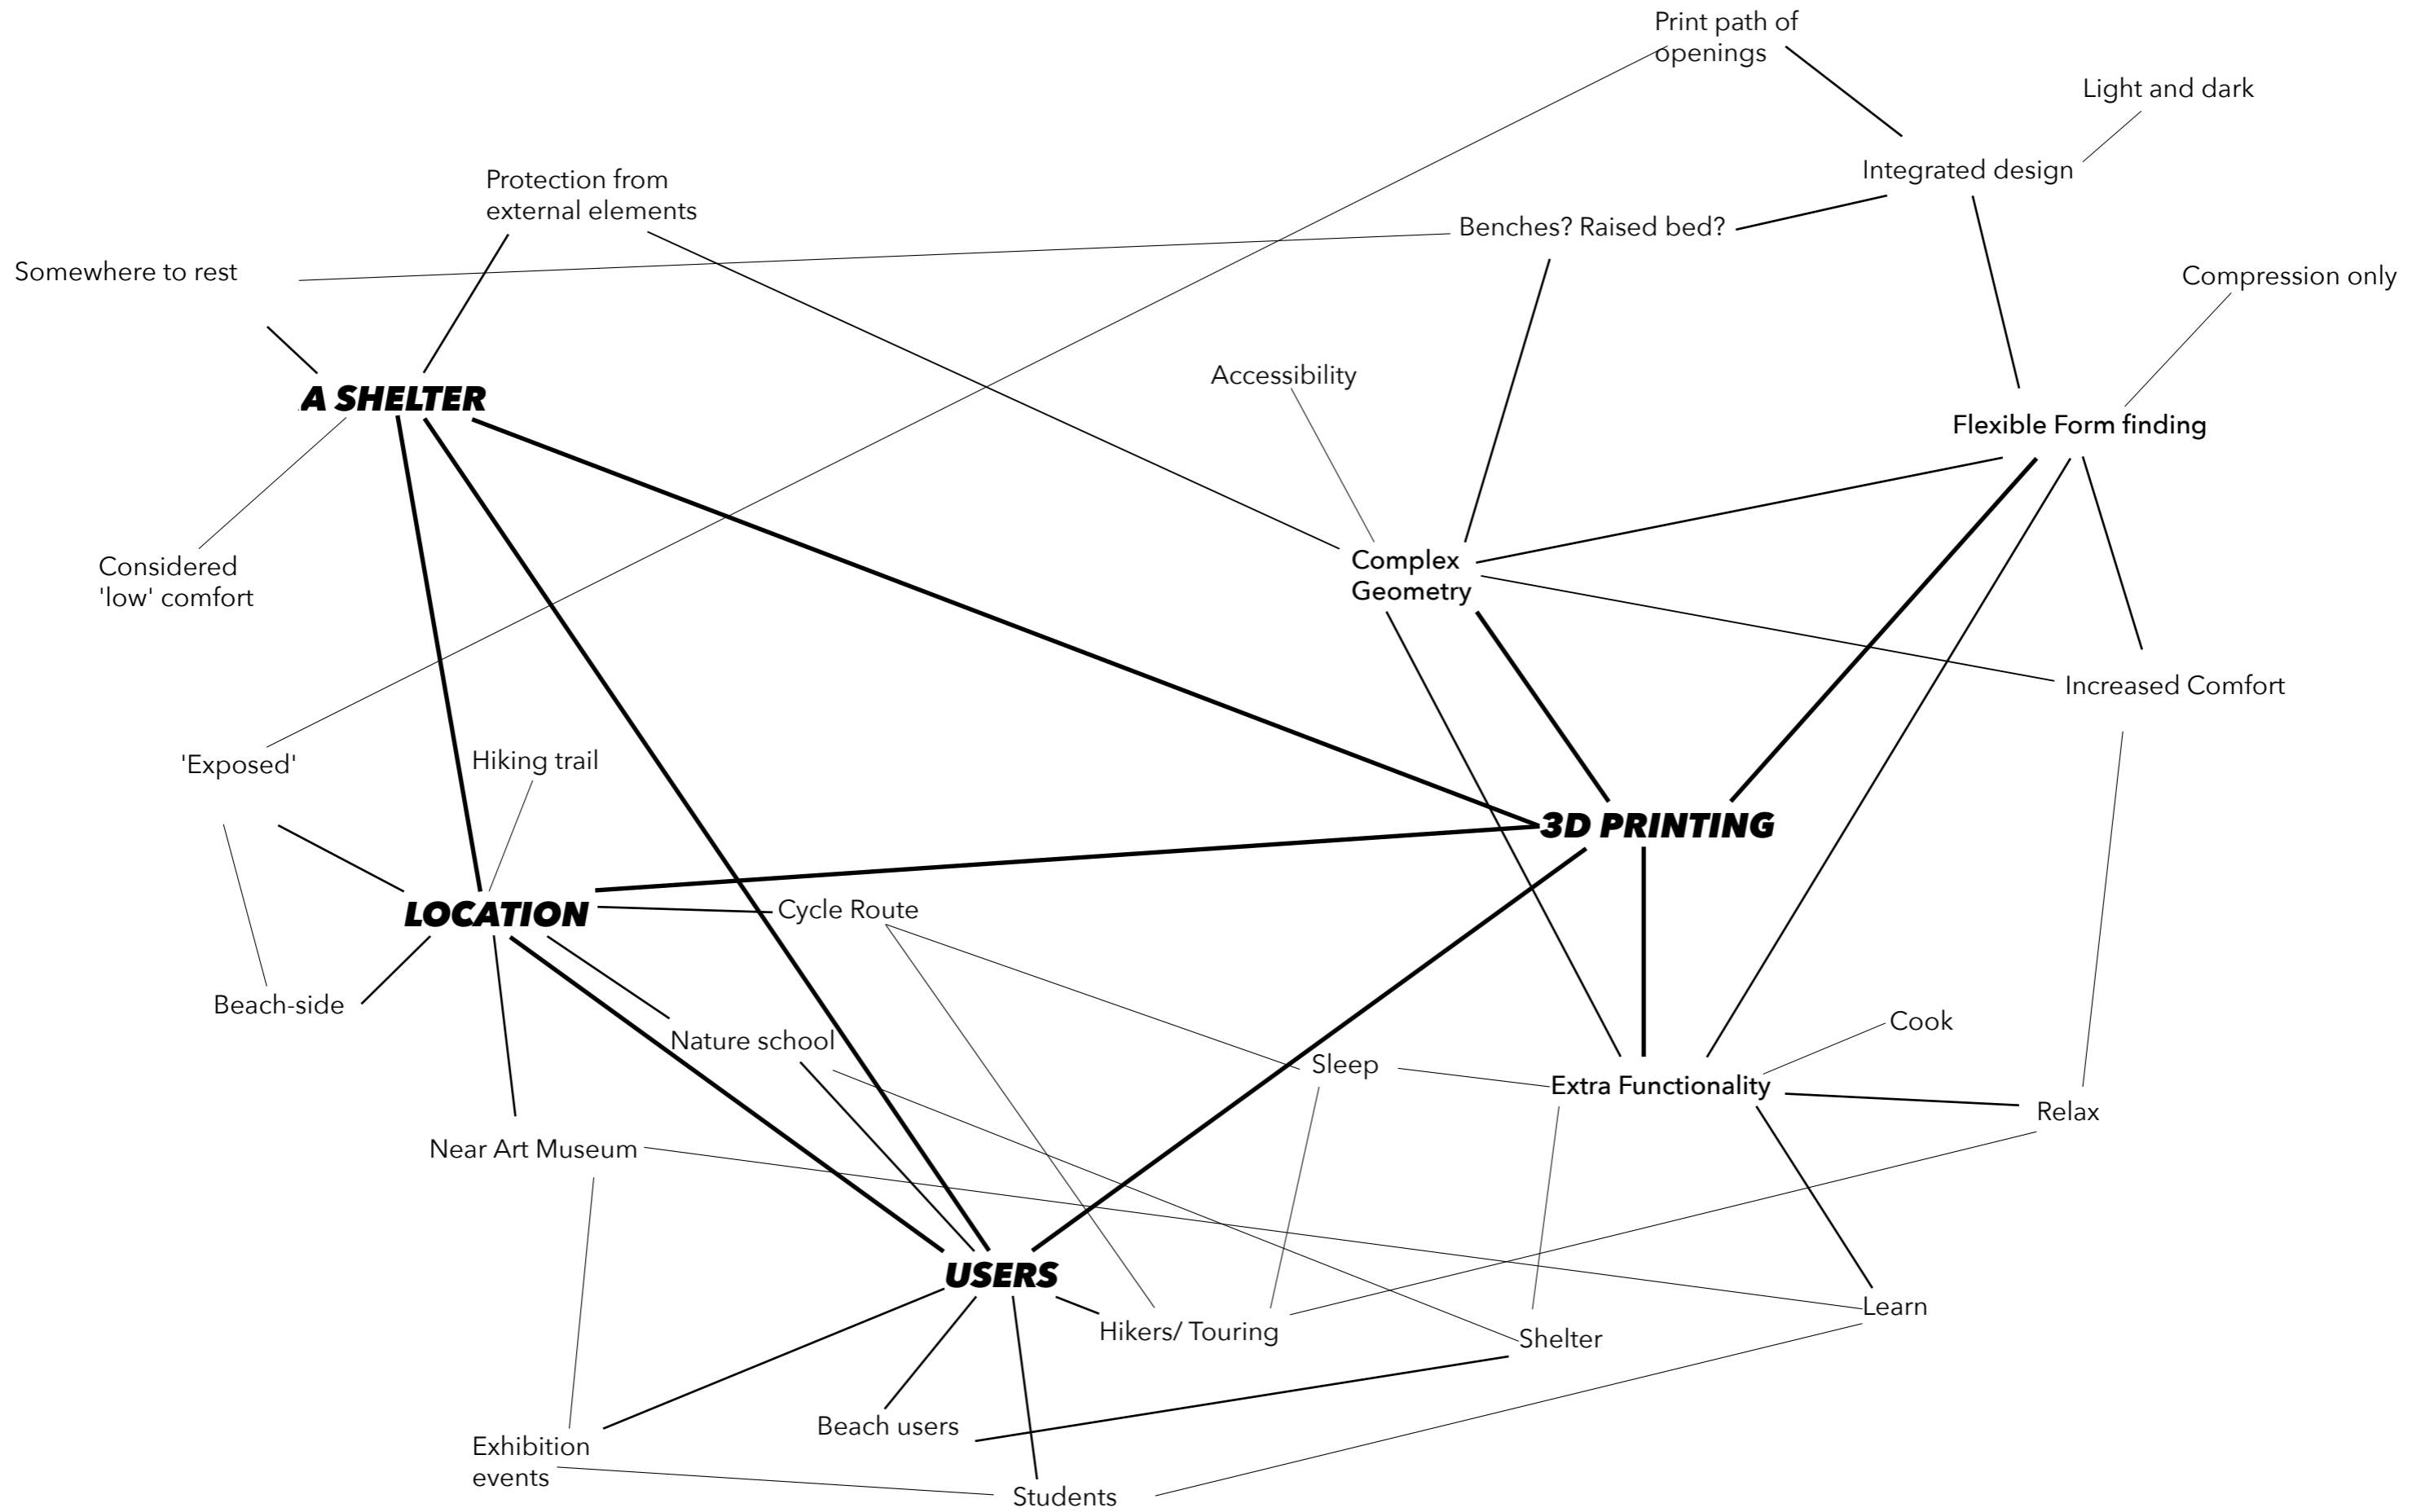 Print path of
openings
Light and dark
Integrated design
Protection from
external elements
Benches? Raised bed?
Somewhere to rest
Compression only
Accessibility
A SHELTER
Flexible Form finding
Complex
Geometry
Considered
'low' comfort
Increased Comfort
'Exposed'
Hiking trail
3D PRINTING
LOCATION
Cycle Route
Beach-side
Nature school
Cook
Sleep
Extra Functionality
Relax
Near Art Museum
USERS
Learn
Hikers/ Touring
Shelter
Beach users
Exhibition
events
Students